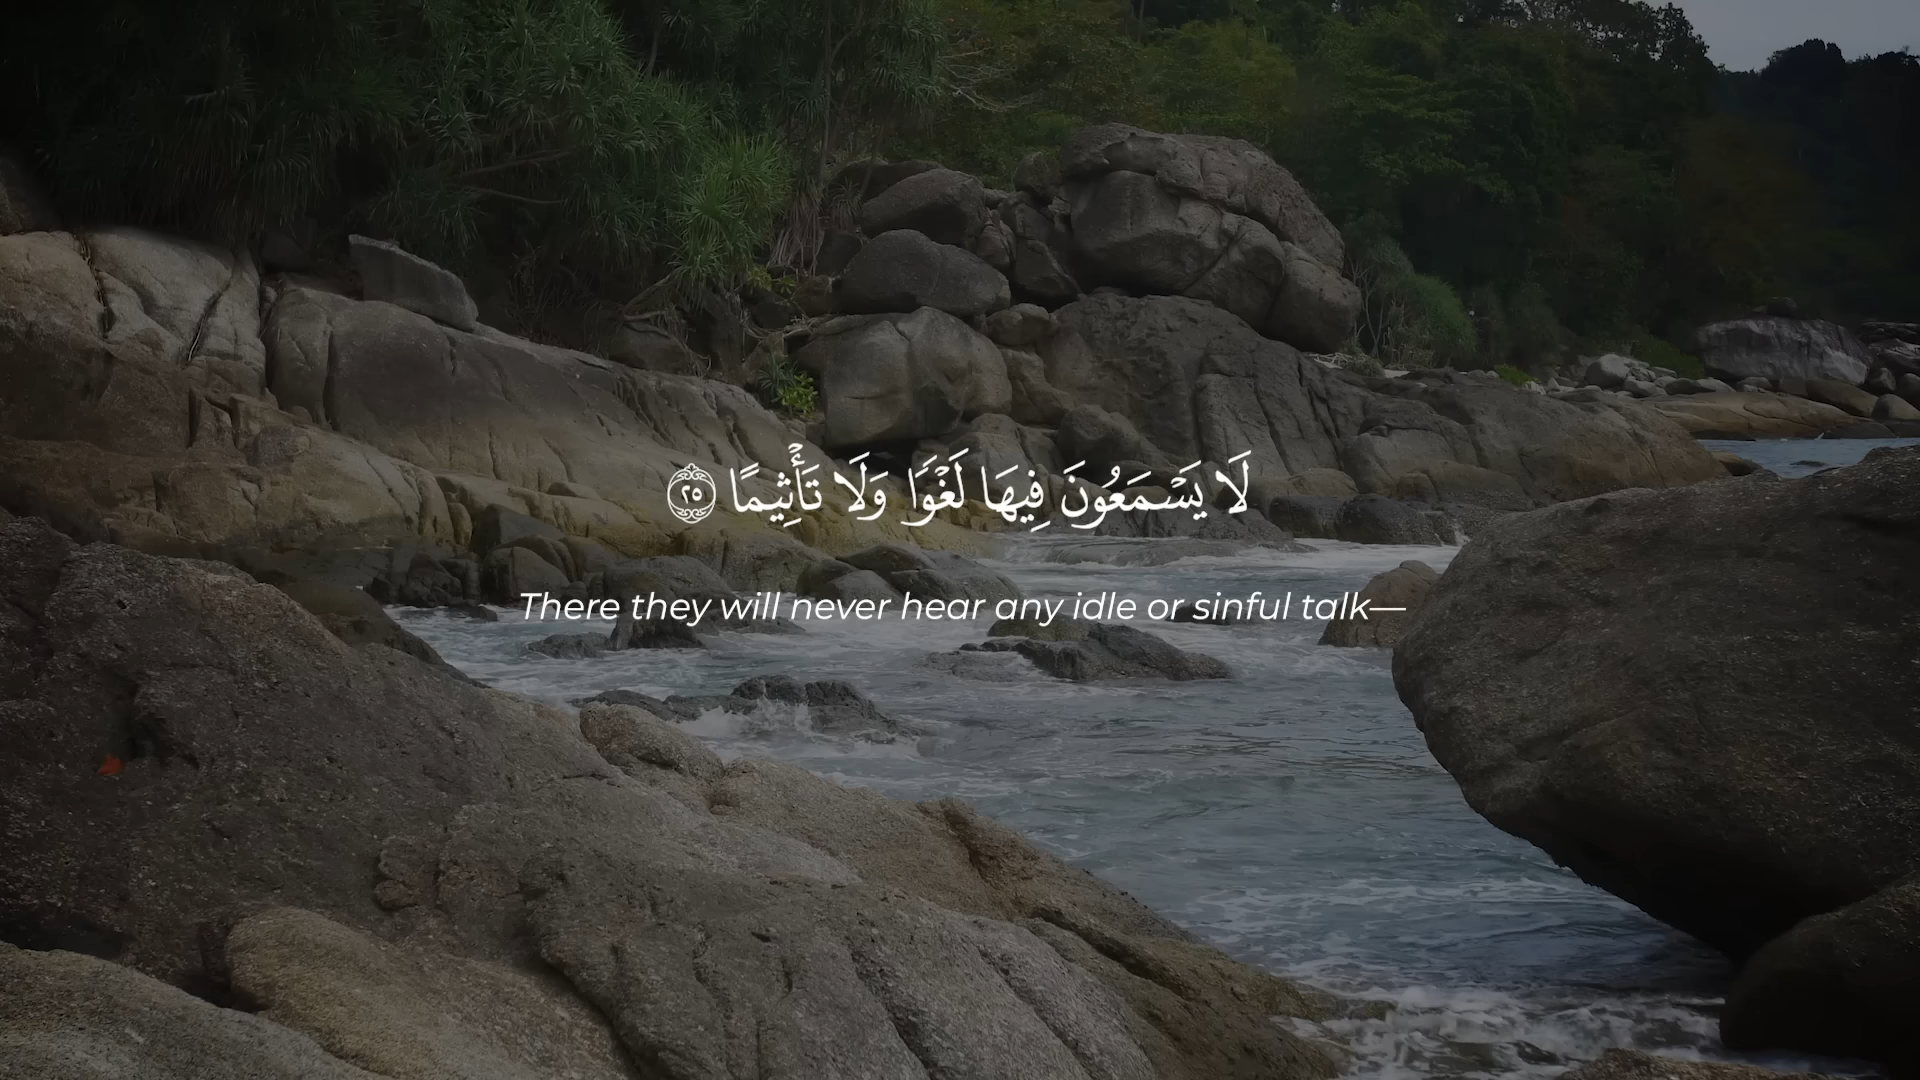 لَا يَسْمَعُونَ فِيهَا لَغْوًا وَلَا تَأْثِيمًا ٢٥
There they will never hear any idle or sinful talk—